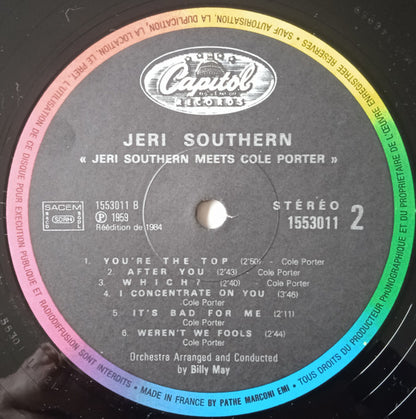 Capitol
RECORDS
JERI SOUTHERN
« JERI SOUTHERN MEETS COLE PORTER »
SACEM
SDRM
1553011 B
Ⓟ 1959
Réédition de 1984
STÉRÉO
1553011 2
1. YOU'RE THE TOP (2'50) - Cole Porter
2. AFTER YOU (2'43) - Cole Porter
3. WHICH? (2'40) - Cole Porter
4. I CONCENTRATE ON YOU (3'46)
Cole Porter
5. IT'S BAD FOR ME (2'11)
Cole Porter
6. WEREN'T WE FOOLS (2'44)
Cole Porter
Orchestra Arranged and Conducted
by Billy May
TOUS DROITS DU PRODUCTEUR PHONOGRAPHIQUE ET DU PROPRIETAIRE DE L'ŒUVRE ENREGISTREE RESERVES • SAUF AUTORISATION, LA DUPLICATION, LA LOCATION, LE PRET, L'UTILISATION DE CE DISQUE POUR EXECUTION PUBLIQUE ET RADIODIFFUSION SONT INTERDITS • MADE IN FRANCE BY PATHE MARCONI EMI •